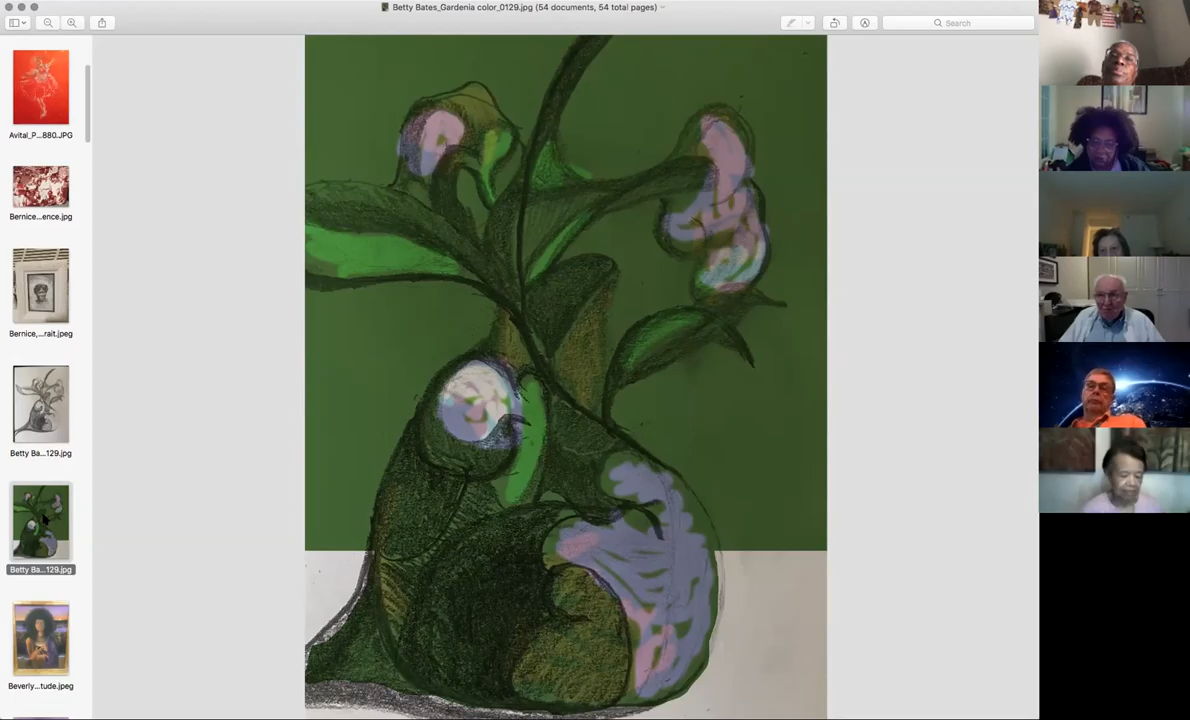 Betty Bates_Gardenia color_0129.jpg (54 documents, 54 total pages)
Search
Avital_P...880.JPG
Bernice...ence.jpg
Bernice,...rait.jpeg
Betty Ba...129.jpg
Betty Ba...129.jpg
Beverly...tude.jpeg